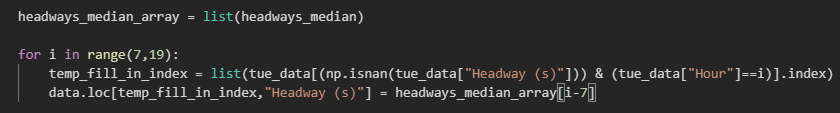 headways_median_array = list(headways_median)
for i in range(7,19):
temp_fill_in_index = list(tue_data[(np.isnan(tue_data["Headway (s)"])) & (tue_data["Hour"]==i)].index)
data.loc[temp_fill_in_index,"Headway (s)"] = headways_median_array[i-7]